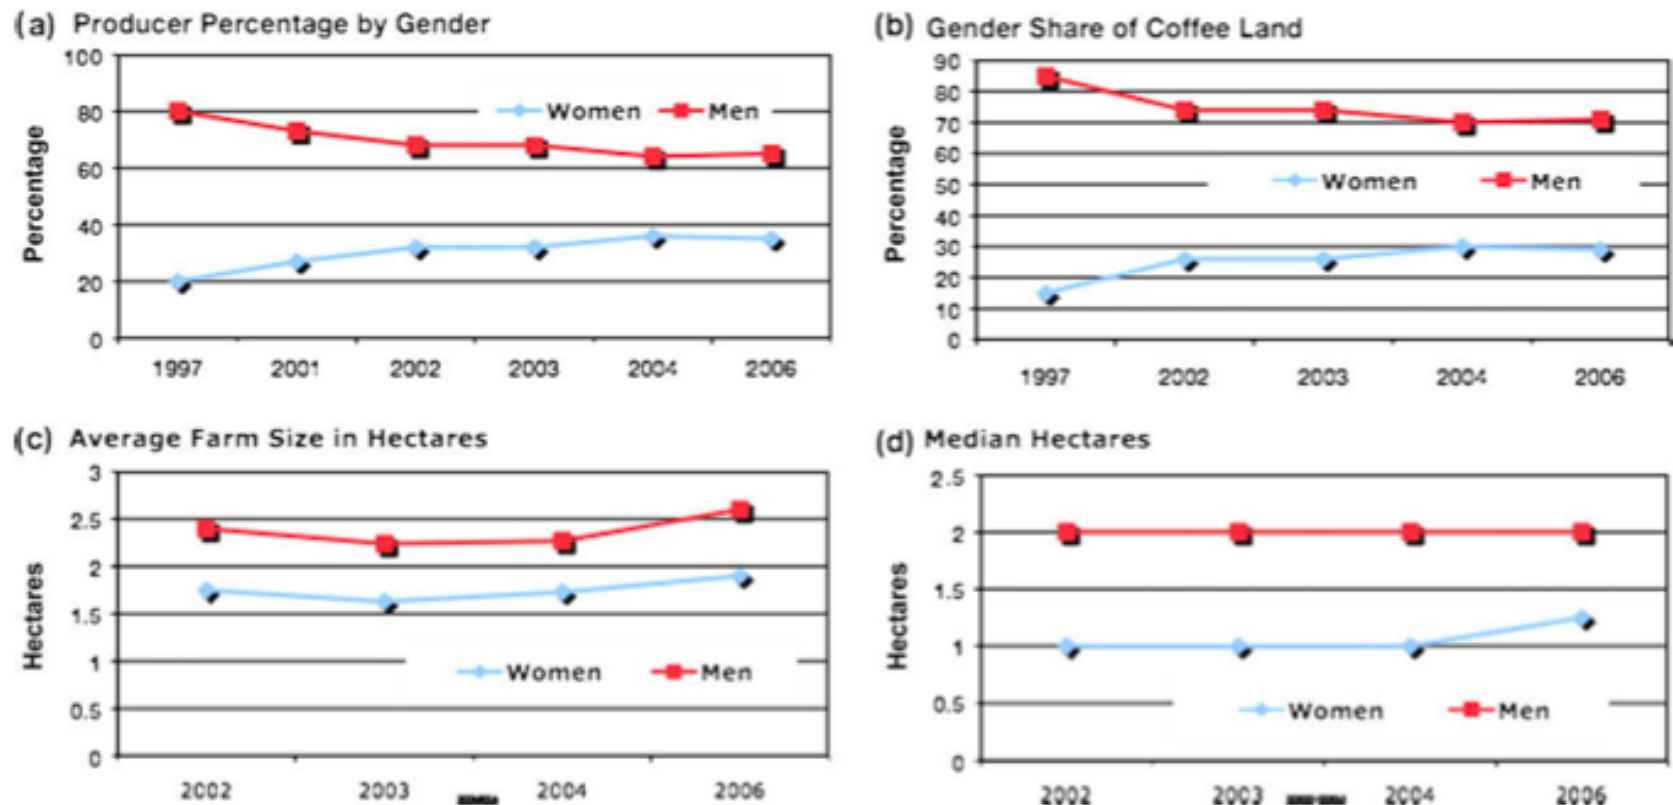 (a) Producer Percentage by Gender
100
80
60
40
20
0
Percentage
Women Men
1997 2001 2002 2003 2004 2006
(b) Gender Share of Coffee Land
90
80
70
60
50
40
30
20
10
0
Percentage
Women Men
1997 2002 2003 2004 2006
(c) Average Farm Size in Hectares
3
2.5
2
1.5
1
0.5
0
Hectares
Women Men
2002 2003 2004 2006
(d) Median Hectares
2.5
2
1.5
1
0.5
0
Hectares
Women Men
2002 2003 2004 2006